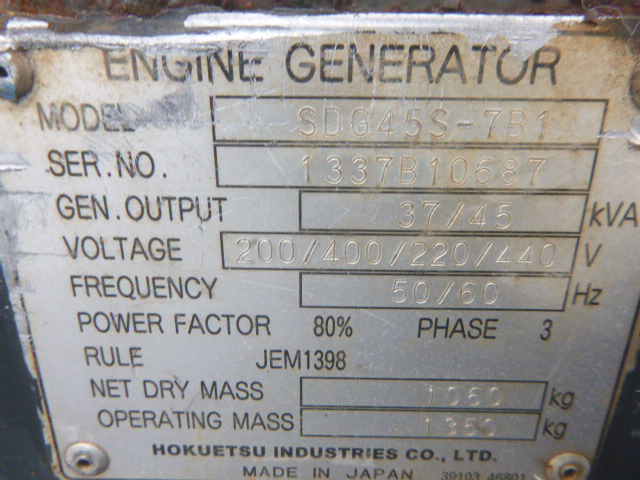 ENGINE GENERATOR
MODEL SDG45S-7B1
SER.NO. 1337B10687
GEN.OUTPUT 37/45 kVA
VOLTAGE 200/400/220/440 V
FREQUENCY 50/60 Hz
POWER FACTOR 80% PHASE 3
RULE JEM1398
NET DRY MASS 1060 kg
OPERATING MASS 1350 kg
HOKUETSU INDUSTRIES CO., LTD.
MADE IN JAPAN 39103 46801